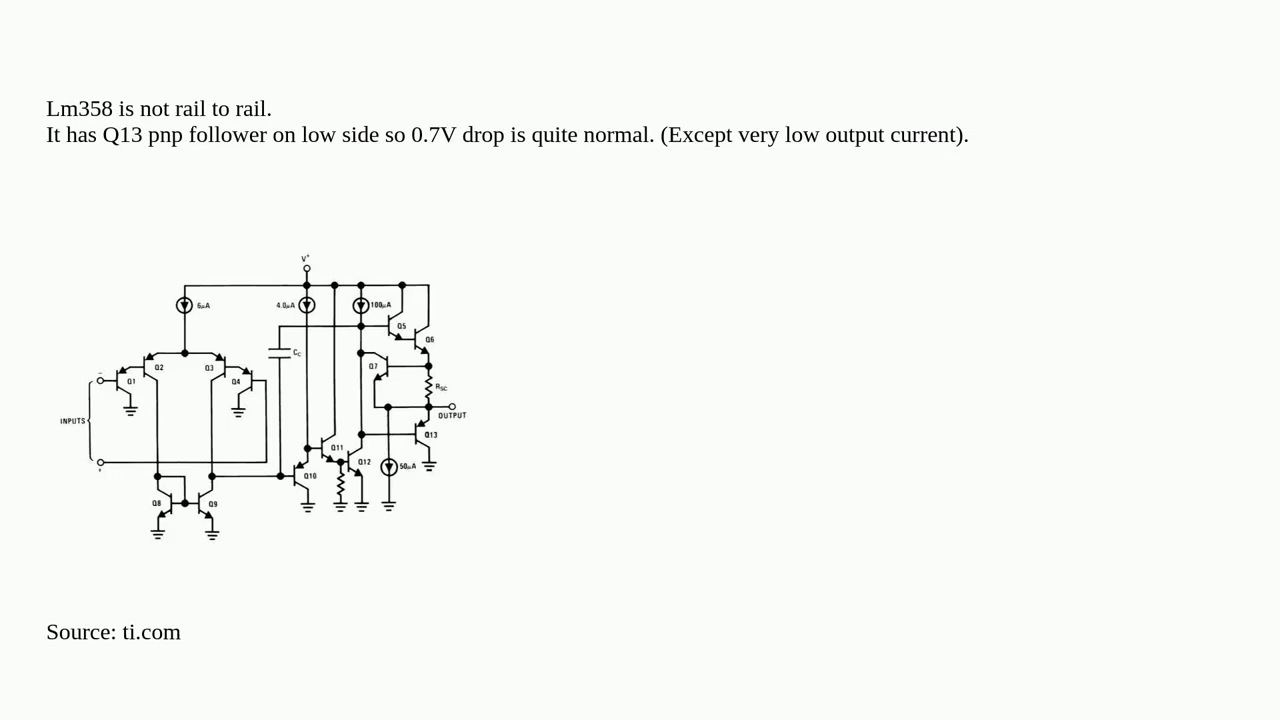 Lm358 is not rail to rail.
It has Q13 pnp follower on low side so 0.7V drop is quite normal. (Except very low output current).
V+
6µA
4.0µA
100µA
Q5
Q6
CC
Q2
Q3
Q7
Q1
Q4
RSC
−
OUTPUT
INPUTS
Q13
Q11
Q12
+
50µA
Q10
Q8
Q9
Source: ti.com